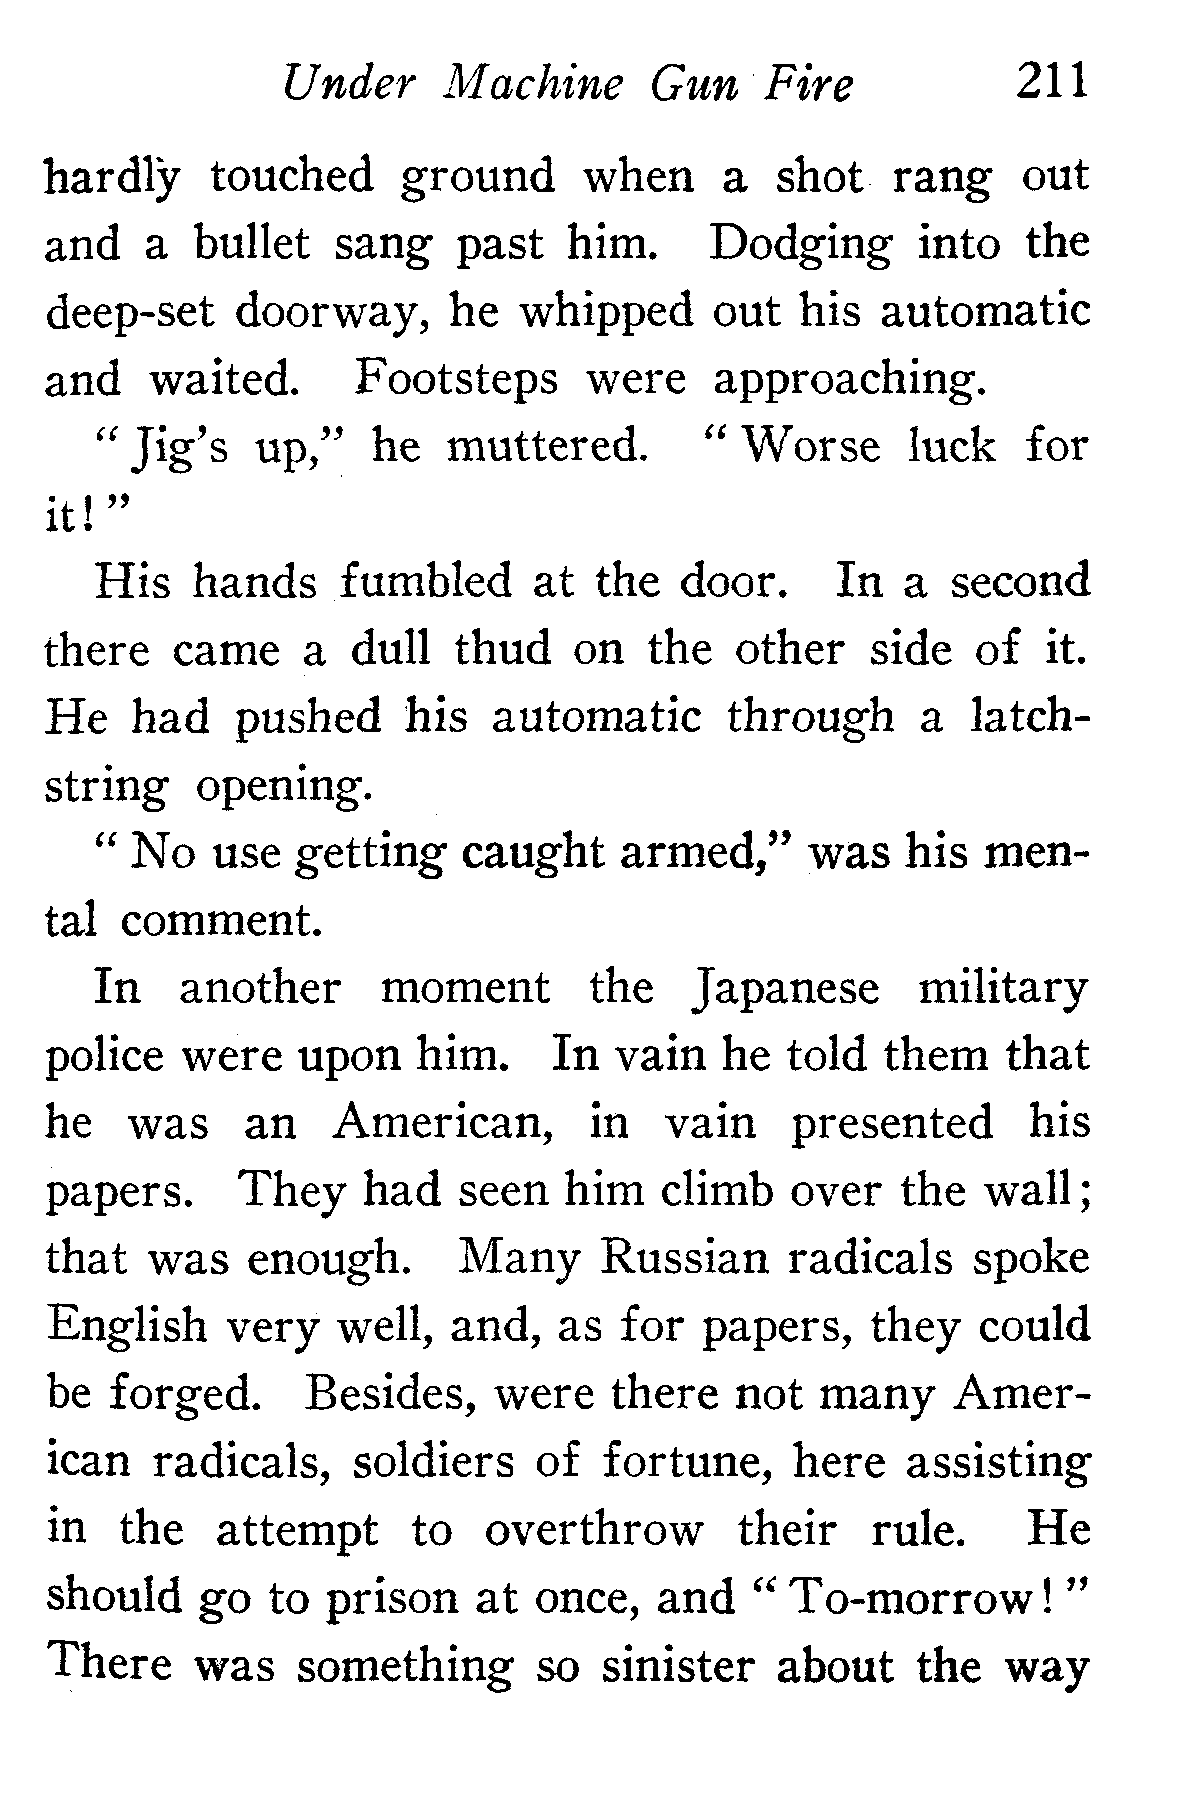 Under Machine Gun Fire 211
hardly touched ground when a shot rang out
and a bullet sang past him. Dodging into the
deep-set doorway, he whipped out his automatic
and waited. Footsteps were approaching.
“Jig’s up,” he muttered. “Worse luck for
it!”
His hands fumbled at the door. In a second
there came a dull thud on the other side of it.
He had pushed his automatic through a latch-
string opening.
“No use getting caught armed,” was his men-
tal comment.
In another moment the Japanese military
police were upon him. In vain he told them that
he was an American, in vain presented his
papers. They had seen him climb over the wall;
that was enough. Many Russian radicals spoke
English very well, and, as for papers, they could
be forged. Besides, were there not many Amer-
ican radicals, soldiers of fortune, here assisting
in the attempt to overthrow their rule. He
should go to prison at once, and “To-morrow!”
There was something so sinister about the way